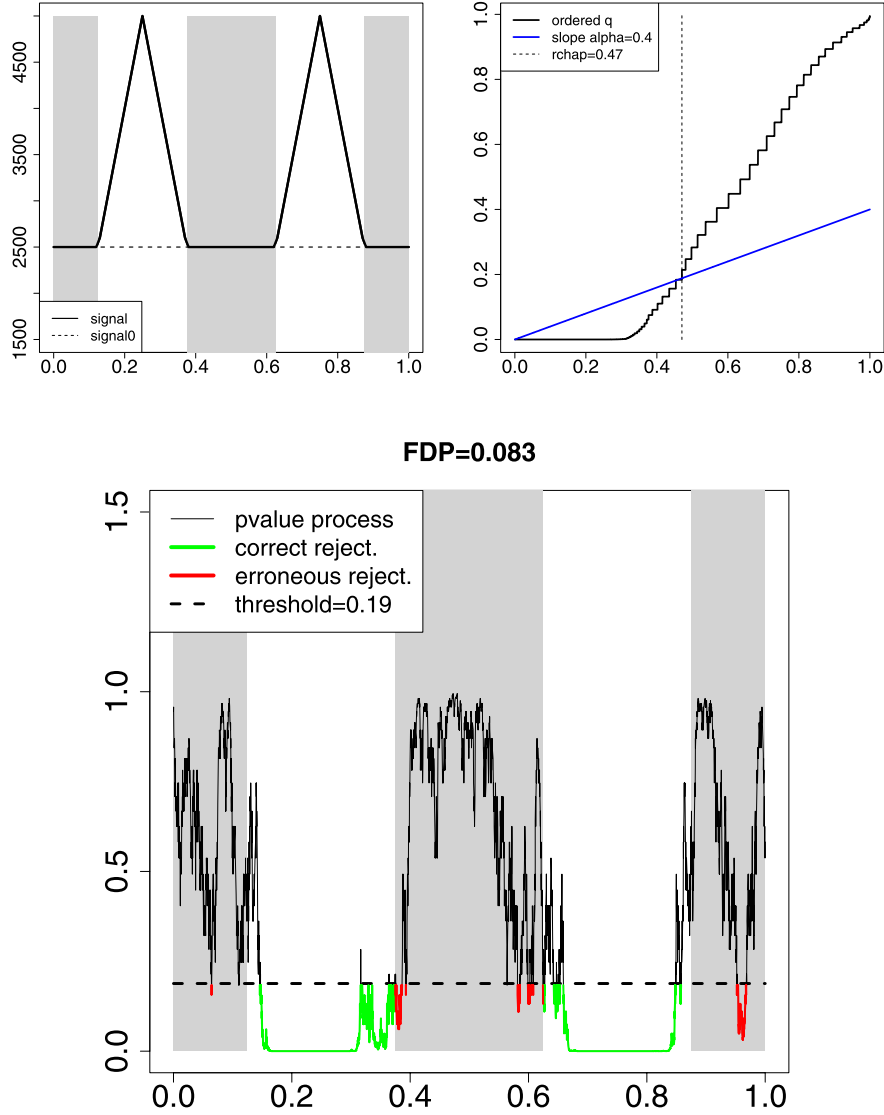 4500
3500
2500
1500
signal
signal0
0.0 0.2 0.4 0.6 0.8 1.0
ordered q
slope alpha=0.4
rchap=0.47
1.0
0.8
0.6
0.4
0.2
0.0
0.0 0.2 0.4 0.6 0.8 1.0
FDP=0.083
pvalue process
correct reject.
erroneous reject.
threshold=0.19
1.5
1.0
0.5
0.0
0.0 0.2 0.4 0.6 0.8 1.0